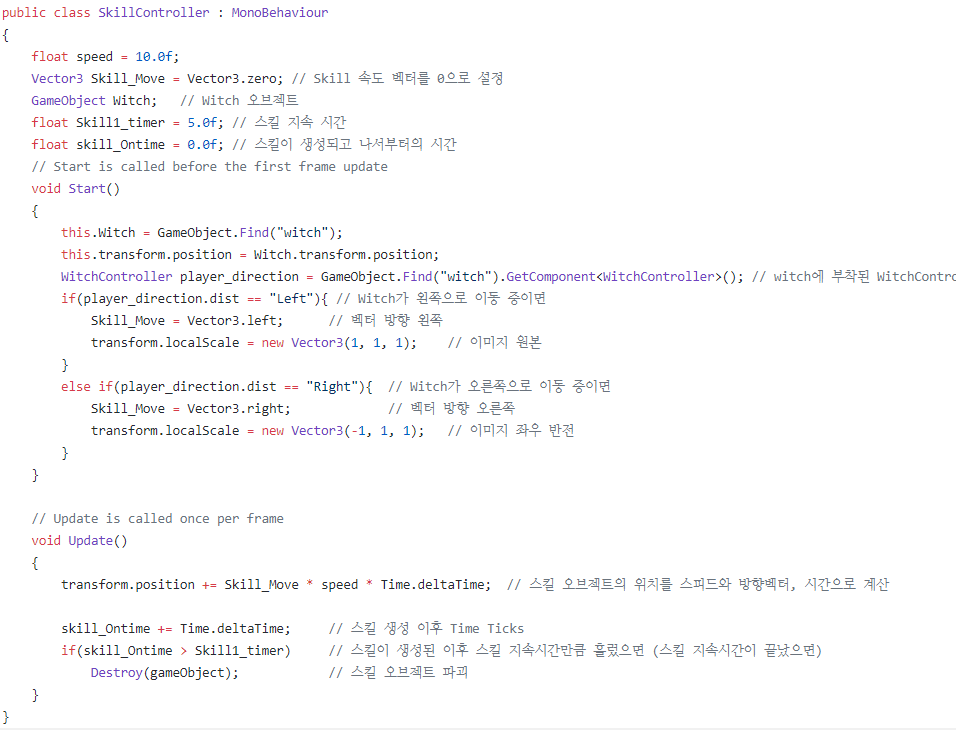 public class SkillController : MonoBehaviour
{
    float speed = 10.0f;
    Vector3 Skill_Move = Vector3.zero; // Skill 속도 벡터를 0으로 설정
    GameObject Witch;   // Witch 오브젝트
    float Skill1_timer = 5.0f; // 스킬 지속 시간
    float skill_Ontime = 0.0f; // 스킬이 생성되고 나서부터의 시간
    // Start is called before the first frame update
    void Start()
    {
        this.Witch = GameObject.Find("witch");
        this.transform.position = Witch.transform.position;
        WitchController player_direction = GameObject.Find("witch").GetComponent<WitchController>(); // witch에 부착된 WitchContro
        if(player_direction.dist == "Left"){ // Witch가 왼쪽으로 이동 중이면
            Skill_Move = Vector3.left;      // 벡터 방향 왼쪽
            transform.localScale = new Vector3(1, 1, 1);    // 이미지 원본
        }
        else if(player_direction.dist == "Right"){  // Witch가 오른쪽으로 이동 중이면
            Skill_Move = Vector3.right;             // 벡터 방향 오른쪽
            transform.localScale = new Vector3(-1, 1, 1);   // 이미지 좌우 반전
        }
    }

    // Update is called once per frame
    void Update()
    {
        transform.position += Skill_Move * speed * Time.deltaTime;  // 스킬 오브젝트의 위치를 스피드와 방향벡터, 시간으로 계산

        skill_Ontime += Time.deltaTime;     // 스킬 생성 이후 Time Ticks
        if(skill_Ontime > Skill1_timer)     // 스킬이 생성된 이후 스킬 지속시간만큼 흘렀으면 (스킬 지속시간이 끝났으면)
            Destroy(gameObject);            // 스킬 오브젝트 파괴
    }
}